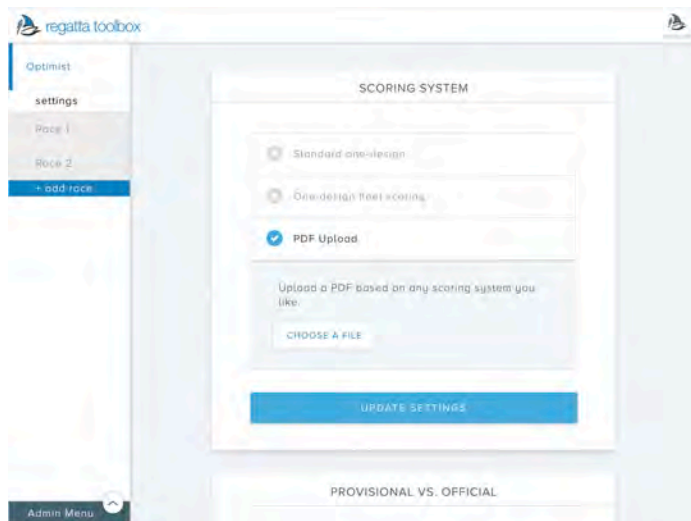 regatta toolbox
Optimist
settings
Race 1
Race 2
+ add race
Admin Menu
SCORING SYSTEM
Standard one-design
One-design fleet scoring
PDF Upload
Upload a PDF based on any scoring system you
like.
CHOOSE A FILE
UPDATE SETTINGS
PROVISIONAL VS. OFFICIAL